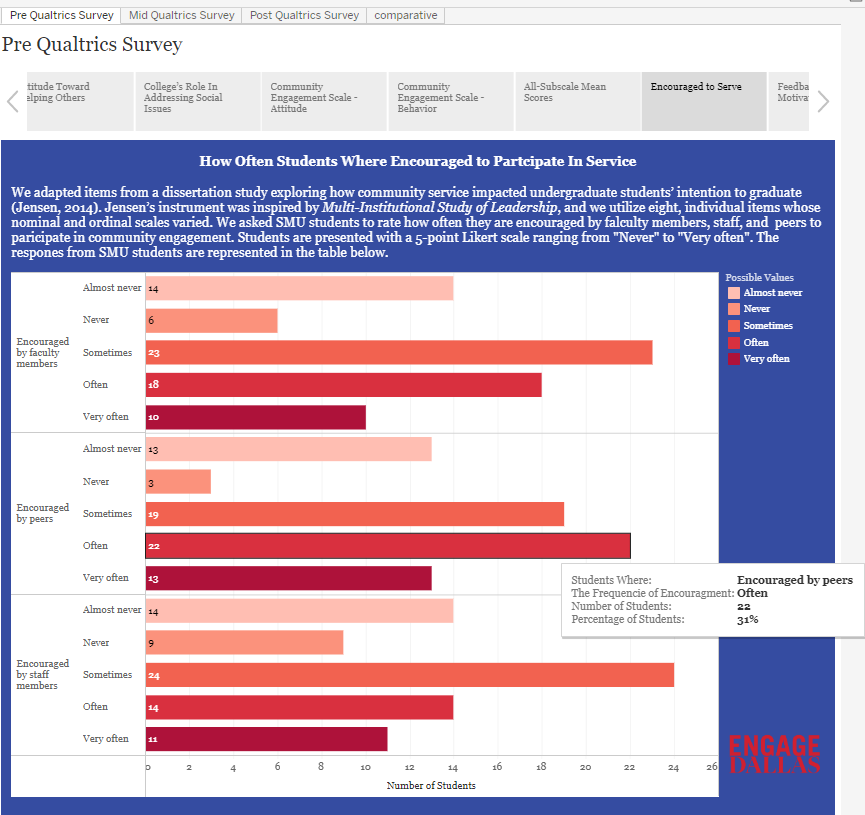 Pre Qualtrics Survey
Mid Qualtrics Survey
Post Qualtrics Survey
comparative
Pre Qualtrics Survey
titude Toward
elping Others
College's Role In
Addressing Social
Issues
Community
Engagement Scale -
Attitude
Community
Engagement Scale -
Behavior
All-Subscale Mean
Scores
Encouraged to Serve
Feedba
Motiva
How Often Students Where Encouraged to Partcipate In Service
We adapted items from a dissertation study exploring how community service impacted undergraduate students' intention to graduate
(Jensen, 2014). Jensen's instrument was inspired by Multi-Institutional Study of Leadership, and we utilize eight, individual items whose
nominal and ordinal scales varied. We asked SMU students to rate how often they are encouraged by falculty members, staff, and peers to
paricipate in community engagement. Students are presented with a 5-point Likert scale ranging from "Never" to "Very often". The
respones from SMU students are represented in the table below.
Encouraged
by faculty
members
Almost never 14
Never 6
Sometimes 23
Often 18
Very often 10
Encouraged
by peers
Almost never 13
Never 3
Sometimes 19
Often 22
Very often 13
Encouraged
by staff
members
Almost never 14
Never 9
Sometimes 24
Often 14
Very often 11
0 2 4 6 8 10 12 14 16 18 20 22 24 26
Number of Students
Possible Values
Almost never
Never
Sometimes
Often
Very often
Students Where: Encouraged by peers
The Frequencie of Encouragment: Often
Number of Students: 22
Percentage of Students: 31%
ENGAGE
DALLAS